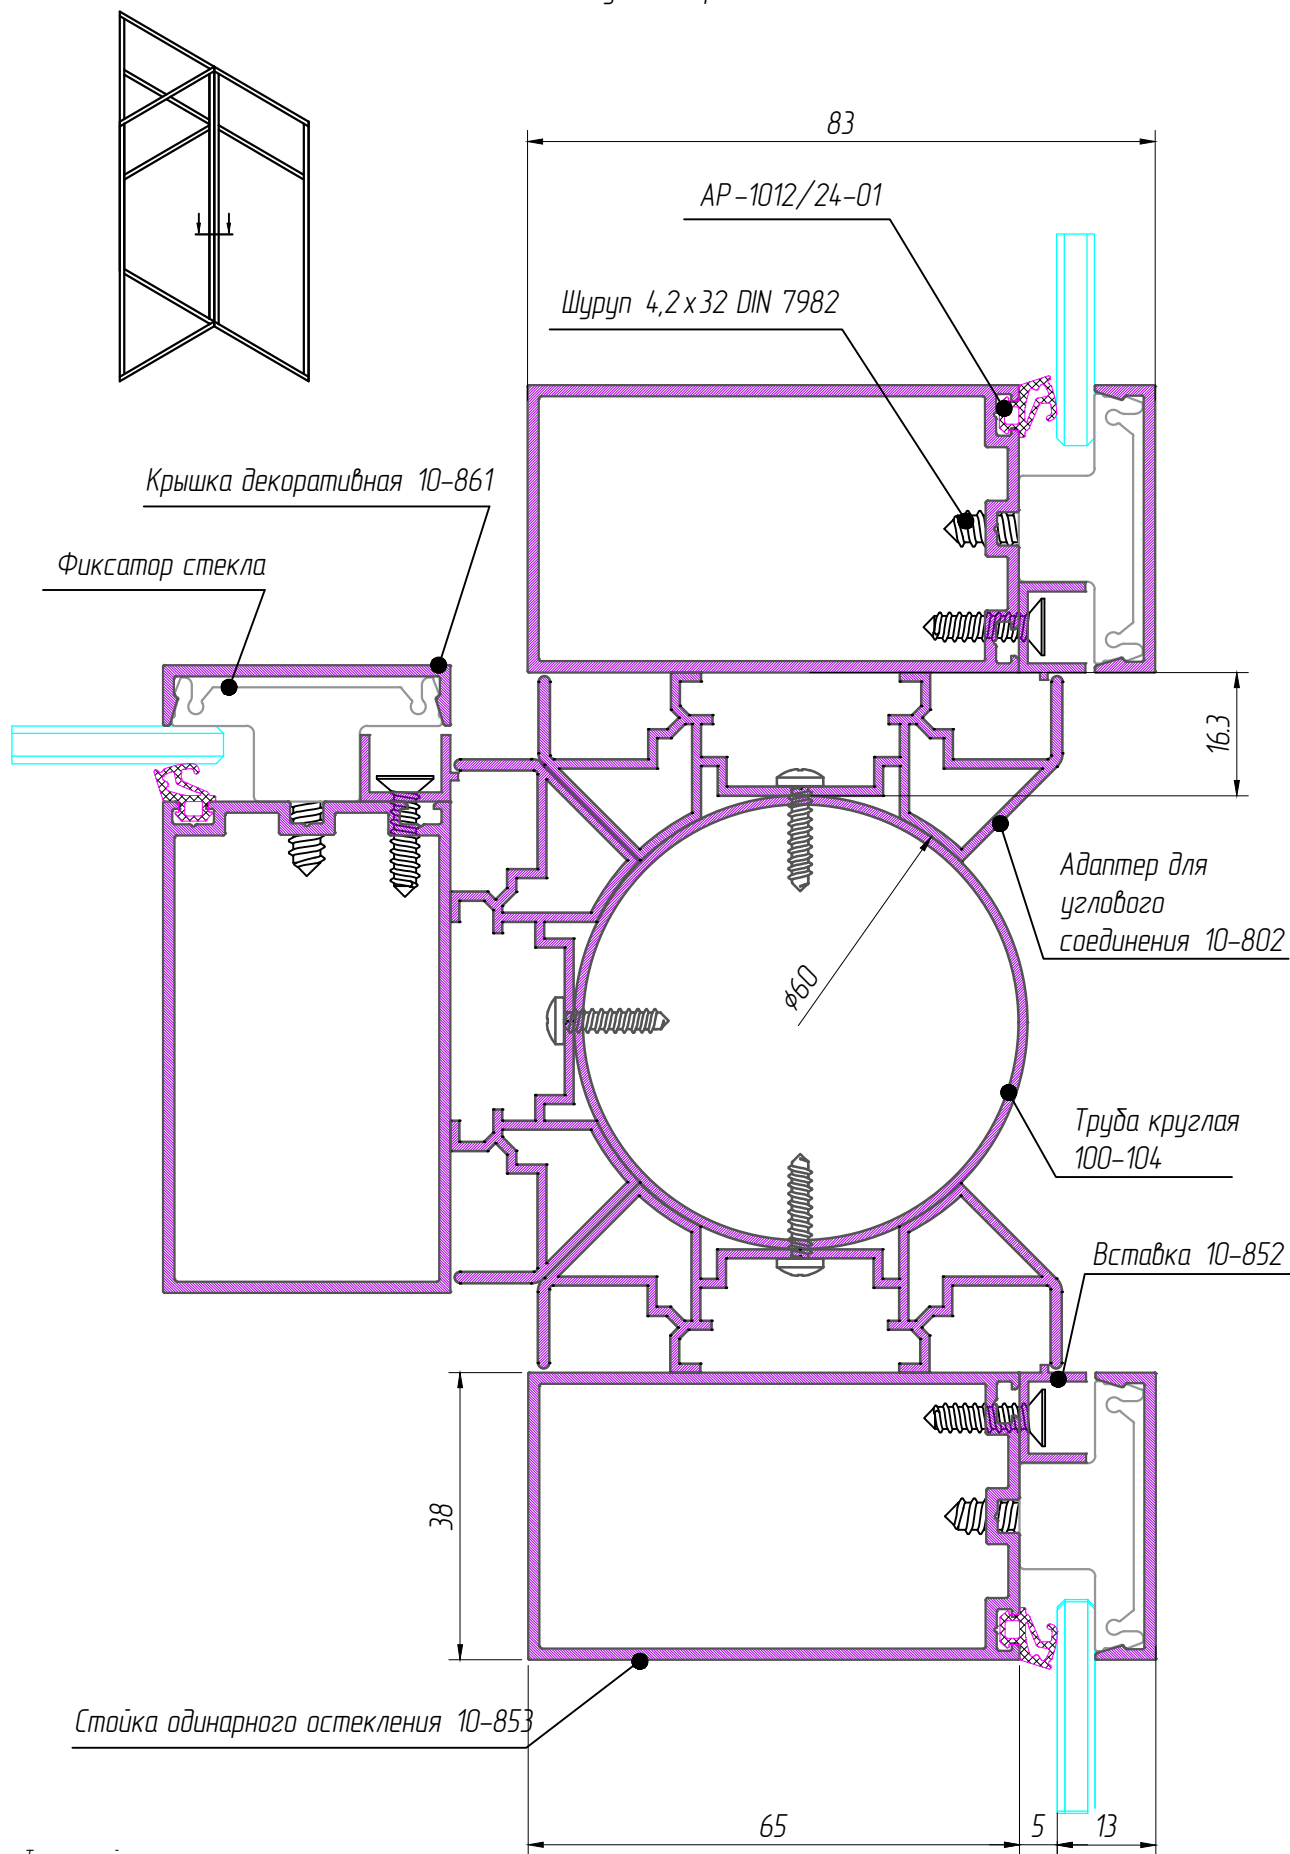 83
АР-1012/24-01
Шуруп 4,2х32 DIN 7982
Крышка декоративная 10-861
Фиксатор стекла
16.3
Адаптер для
углового
соединения 10-802
ϕ60
Труба круглая
100-104
Вставка 10-852
38
Стойка одинарного остекления 10-853
65
5
13